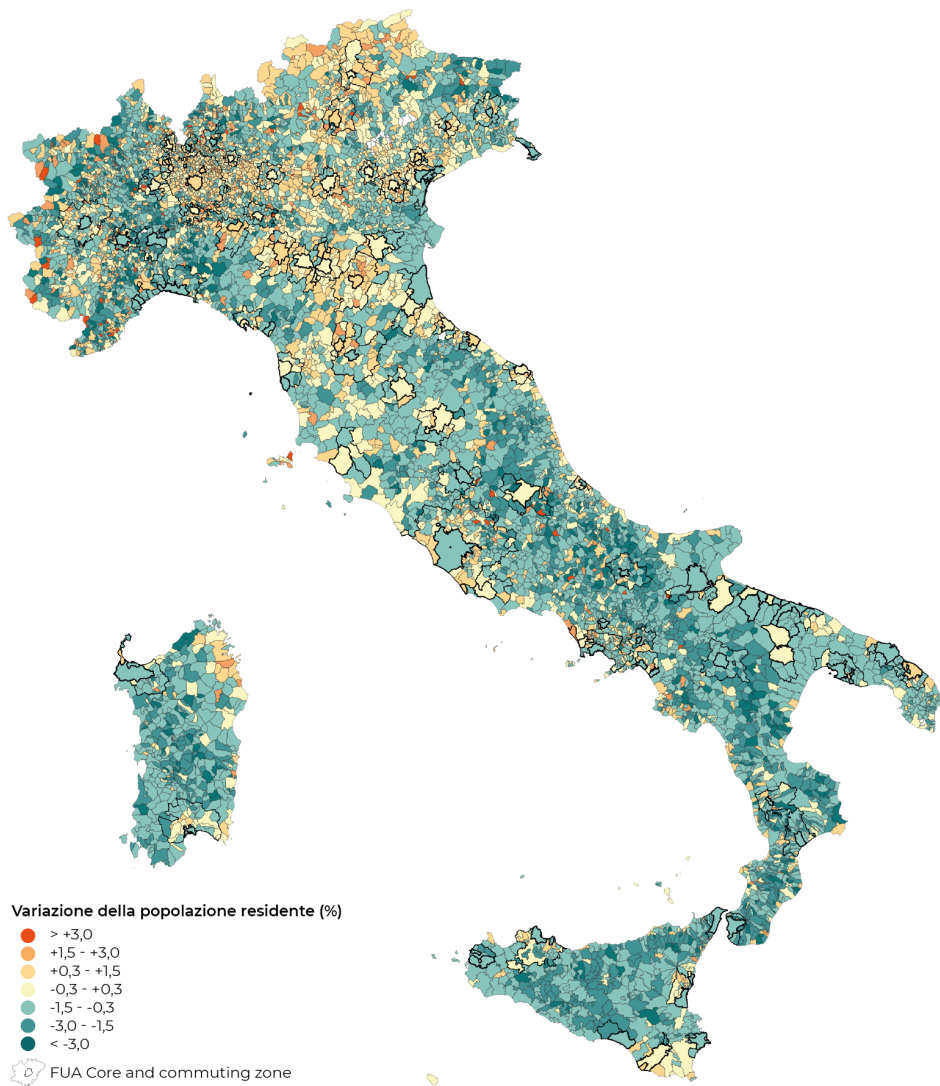 Variazione della popolazione residente (%)
> +3,0
+1,5 - +3,0
+0,3 - +1,5
-0,3 - +0,3
-1,5 - -0,3
-3,0 - -1,5
< -3,0
FUA Core and commuting zone